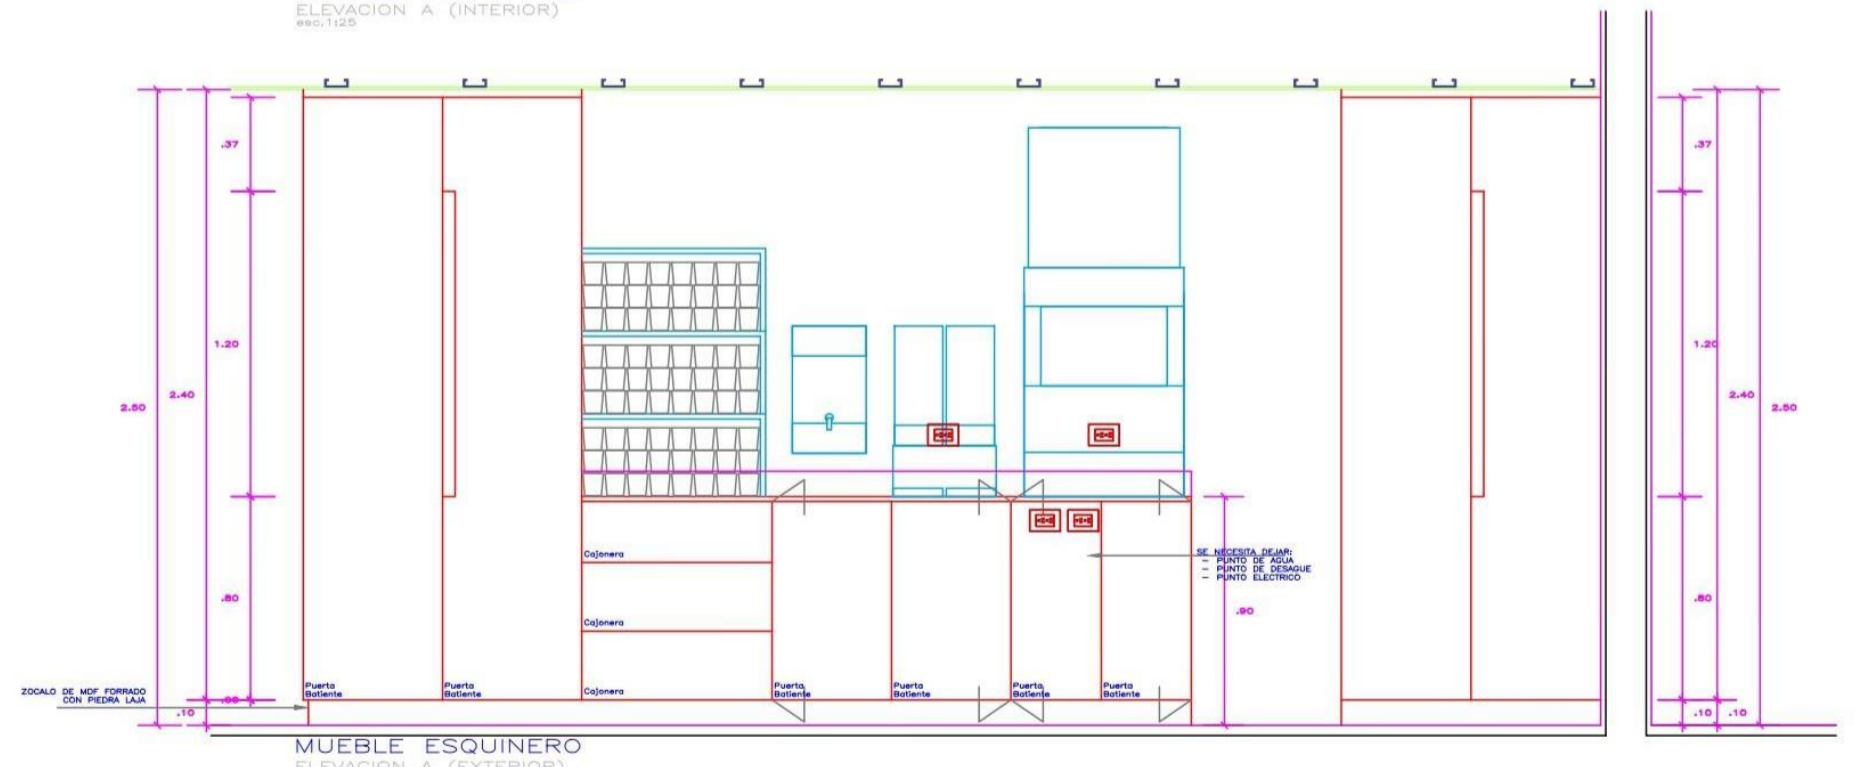 ELEVACION A (INTERIOR)
esc.1:25
.37
.37
1.20
1.20
2.50
2.40
2.40
2.50
Cajonera
SE NECESITA DEJAR:
- PUNTO DE AGUA
- PUNTO DE DESAGUE
- PUNTO ELECTRICO
.80
.80
.90
Cajonera
Puerta
Batiente
Puerta
Batiente
Cajonera
Puerta
Batiente
Puerta
Batiente
Puerta
Batiente
Puerta
Batiente
ZOCALO DE MDF FORRADO
CON PIEDRA LAJA
.10
.10
.10
MUEBLE ESQUINERO
ELEVACION A (EXTERIOR)